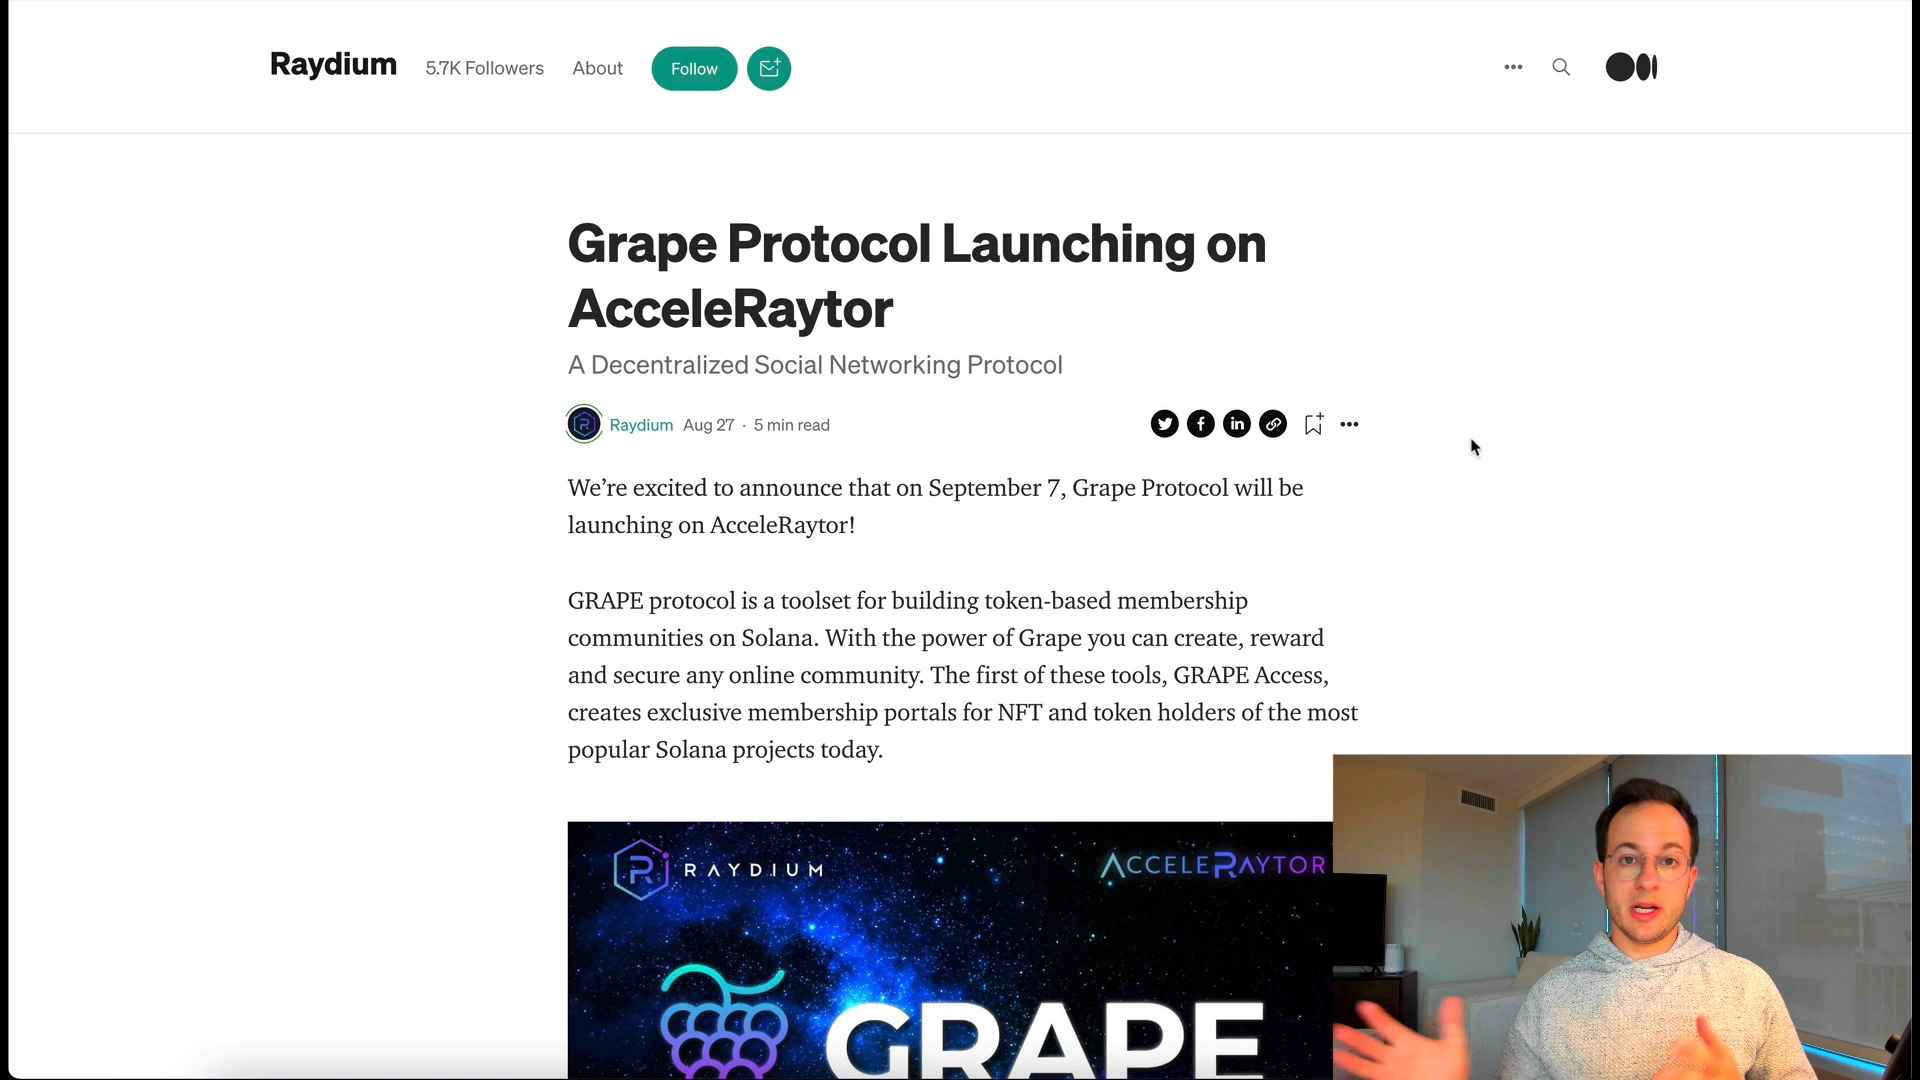 Raydium 5.7K Followers About Follow
Grape Protocol Launching on
AcceleRaytor
A Decentralized Social Networking Protocol
Raydium Aug 27 · 5 min read
We’re excited to announce that on September 7, Grape Protocol will be
launching on AcceleRaytor!
GRAPE protocol is a toolset for building token-based membership
communities on Solana. With the power of Grape you can create, reward
and secure any online community. The first of these tools, GRAPE Access,
creates exclusive membership portals for NFT and token holders of the most
popular Solana projects today.
RAYDIUM ACCELERAYTOR
GRAPE